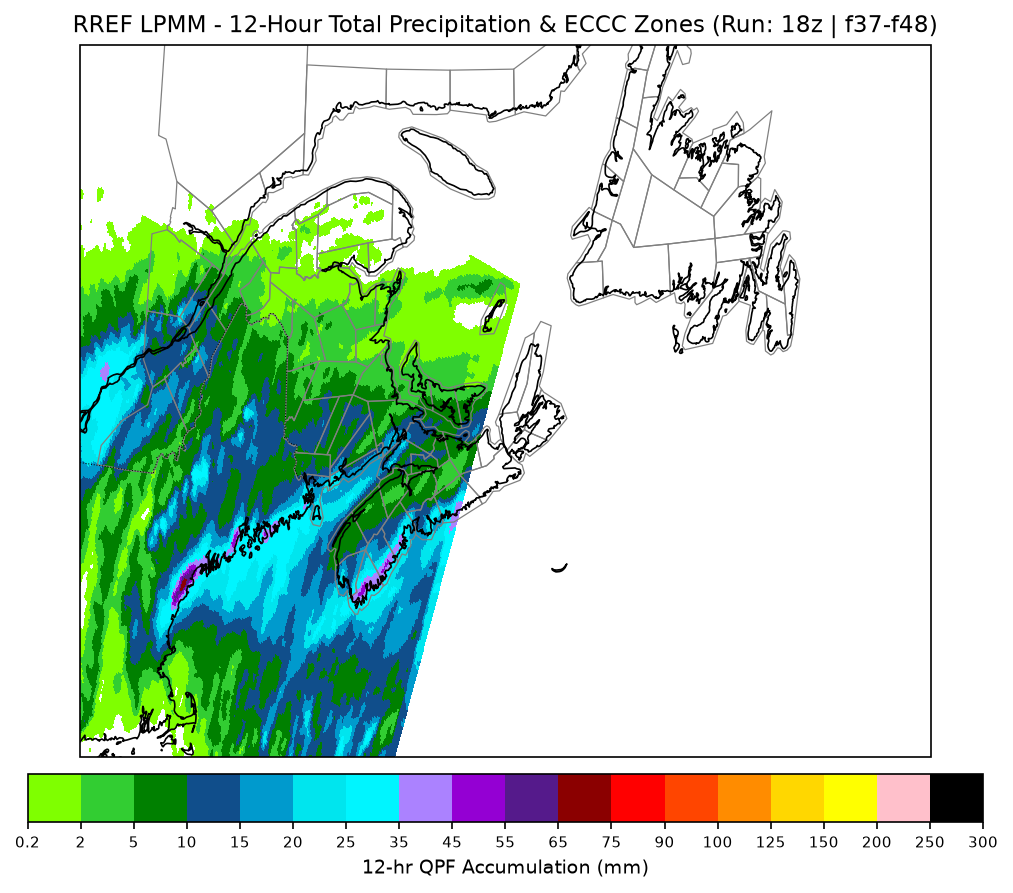 RREF LPMM - 12-Hour Total Precipitation & ECCC Zones (Run: 18z | f37-f48)
0.2 2 5 10 15 20 25 35 45 55 65 75 90 100 125 150 200 250 300
12-hr QPF Accumulation (mm)